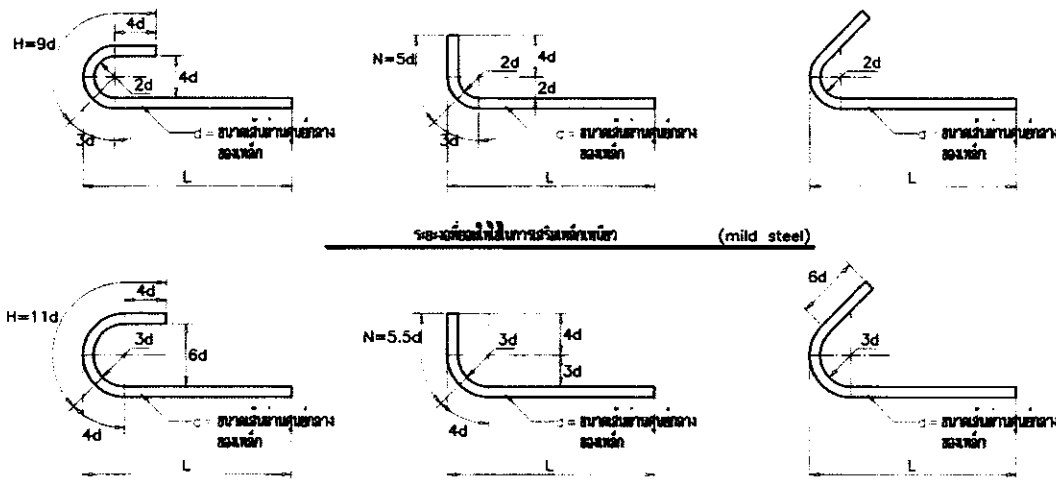 4d
H=9d
4d
2d
3d
d = ขนาดเส้นผ่านศูนย์กลาง
ของเหล็ก
L
N=5d
4d
2d
2d
3d
d = ขนาดเส้นผ่านศูนย์กลาง
ของเหล็ก
L
2d
d = ขนาดเส้นผ่านศูนย์กลาง
ของเหล็ก
L
(mild steel)
4d
H=11d
3d
6d
4d
d = ขนาดเส้นผ่านศูนย์กลาง
ของเหล็ก
L
N=5.5d
4d
3d
3d
4d
d = ขนาดเส้นผ่านศูนย์กลาง
ของเหล็ก
L
6d
3d
d = ขนาดเส้นผ่านศูนย์กลาง
ของเหล็ก
L